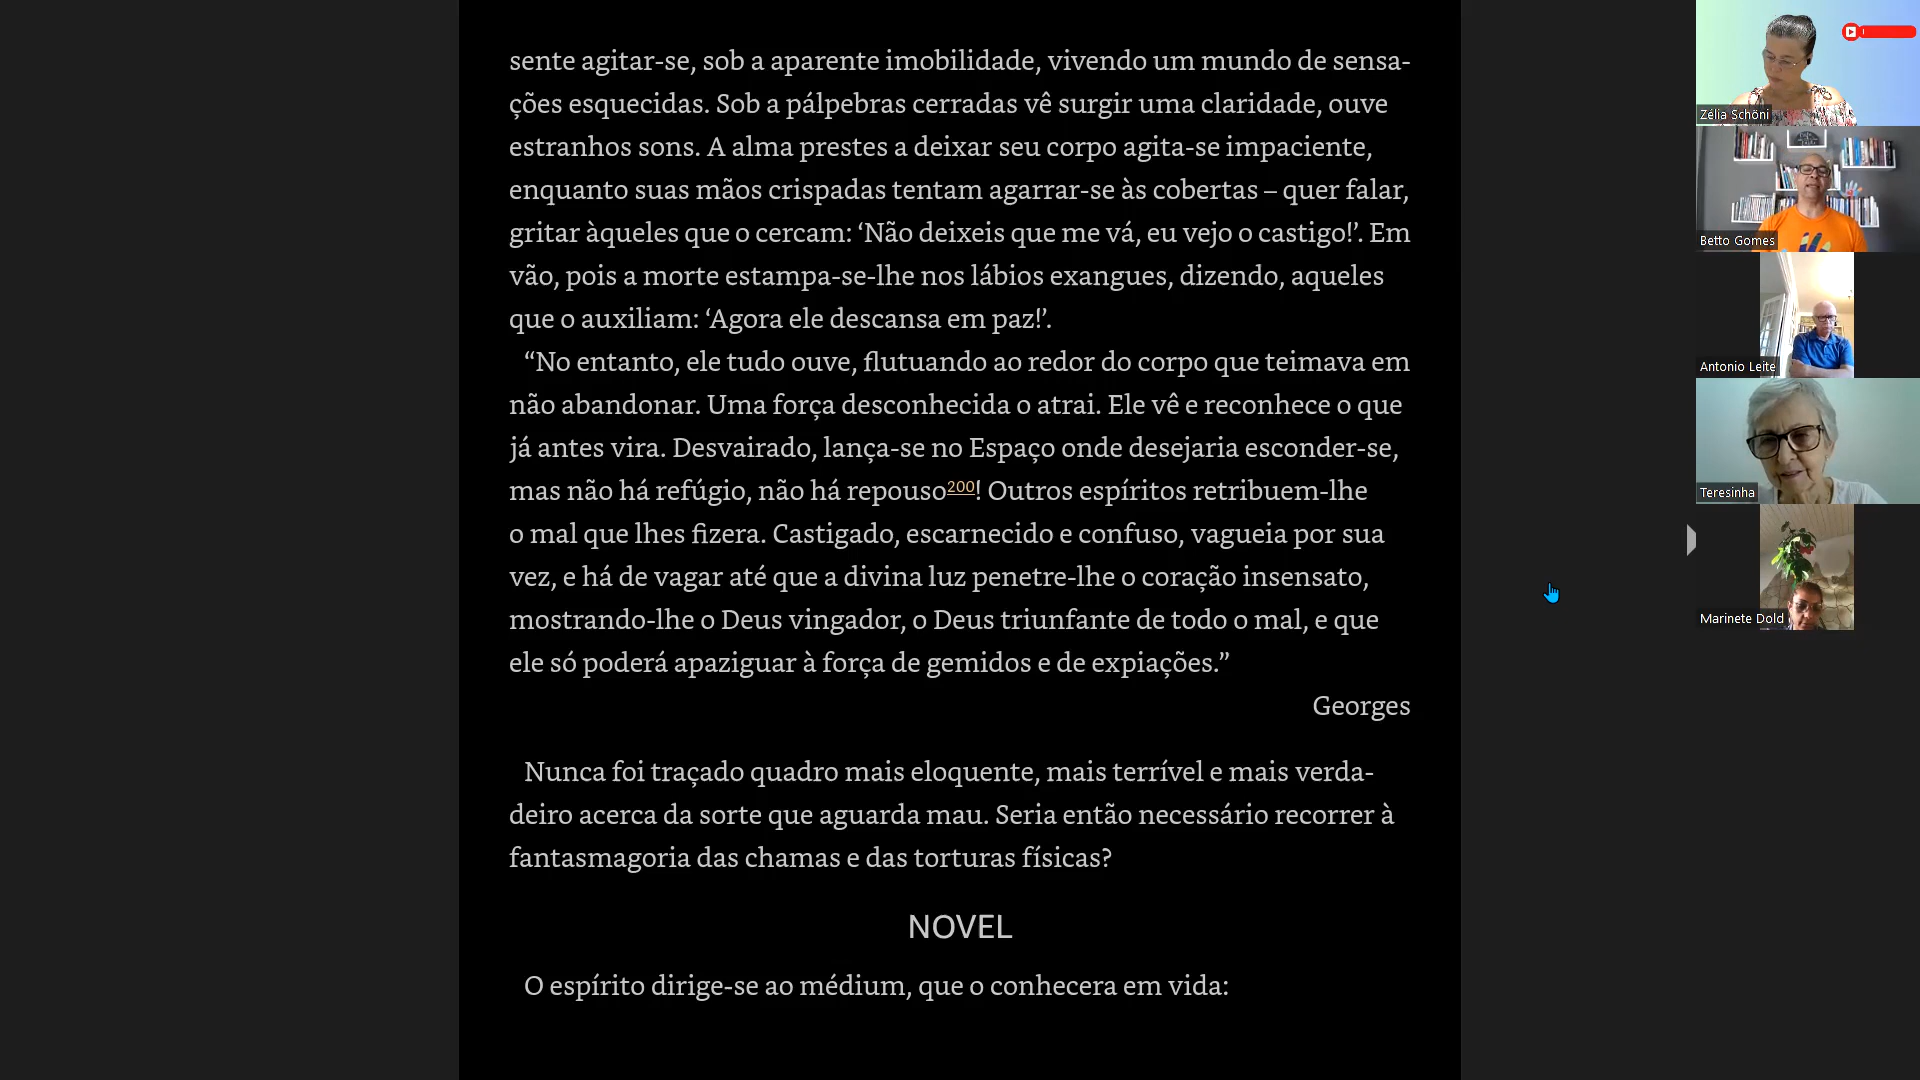 sente agitar-se, sob a aparente imobilidade, vivendo um mundo de sensa-
ções esquecidas. Sob a pálpebras cerradas vê surgir uma claridade, ouve
estranhos sons. A alma prestes a deixar seu corpo agita-se impaciente,
enquanto suas mãos crispadas tentam agarrar-se às cobertas – quer falar,
gritar àqueles que o cercam: ‘Não deixeis que me vá, eu vejo o castigo!’. Em
vão, pois a morte estampa-se-lhe nos lábios exangues, dizendo, aqueles
que o auxiliam: ‘Agora ele descansa em paz!’.
“No entanto, ele tudo ouve, flutuando ao redor do corpo que teimava em
não abandonar. Uma força desconhecida o atrai. Ele vê e reconhece o que
já antes vira. Desvairado, lança-se no Espaço onde desejaria esconder-se,
mas não há refúgio, não há repouso200! Outros espíritos retribuem-lhe
o mal que lhes fizera. Castigado, escarnecido e confuso, vagueia por sua
vez, e há de vagar até que a divina luz penetre-lhe o coração insensato,
mostrando-lhe o Deus vingador, o Deus triunfante de todo o mal, e que
ele só poderá apaziguar à força de gemidos e de expiações.”
Georges
Nunca foi traçado quadro mais eloquente, mais terrível e mais verda-
deiro acerca da sorte que aguarda mau. Seria então necessário recorrer à
fantasmagoria das chamas e das torturas físicas?
NOVEL
O espírito dirige-se ao médium, que o conhecera em vida:
Zélia Schöni
Betto Gomes
Antonio Leite
Teresinha
Marinete Dold